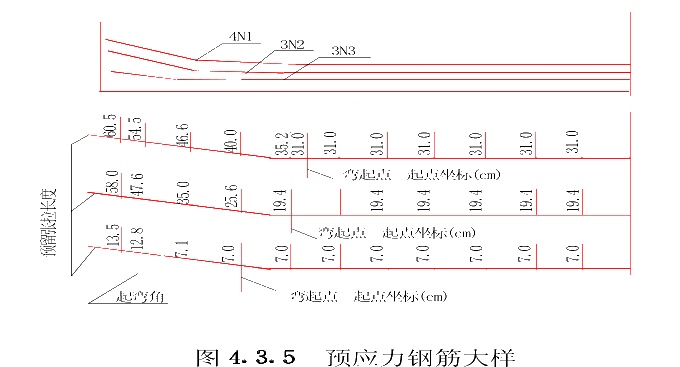 4N1
3N2
3N3
60.5 54.5 46.6 40.0 35.2 31.0 31.0 31.0 31.0 31.0 31.0 31.0
弯起点 起点坐标(cm)
预留张拉长度
58.0 47.6 35.0 25.6 19.4 19.4 19.4 19.4 19.4 19.4
弯起点 起点坐标(cm)
13.5 12.8 7.1 7.0 7.0 7.0 7.0 7.0 7.0 7.0 7.0
起弯角
弯起点 起点坐标(cm)
图 4.3.5 预应力钢筋大样